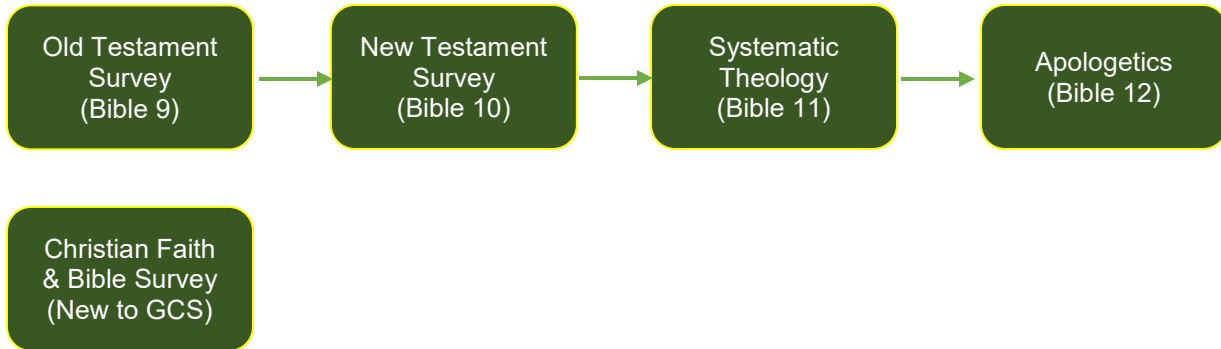 Old Testament
Survey
(Bible 9)
New Testament
Survey
(Bible 10)
Systematic
Theology
(Bible 11)
Apologetics
(Bible 12)
Christian Faith
& Bible Survey
(New to GCS)